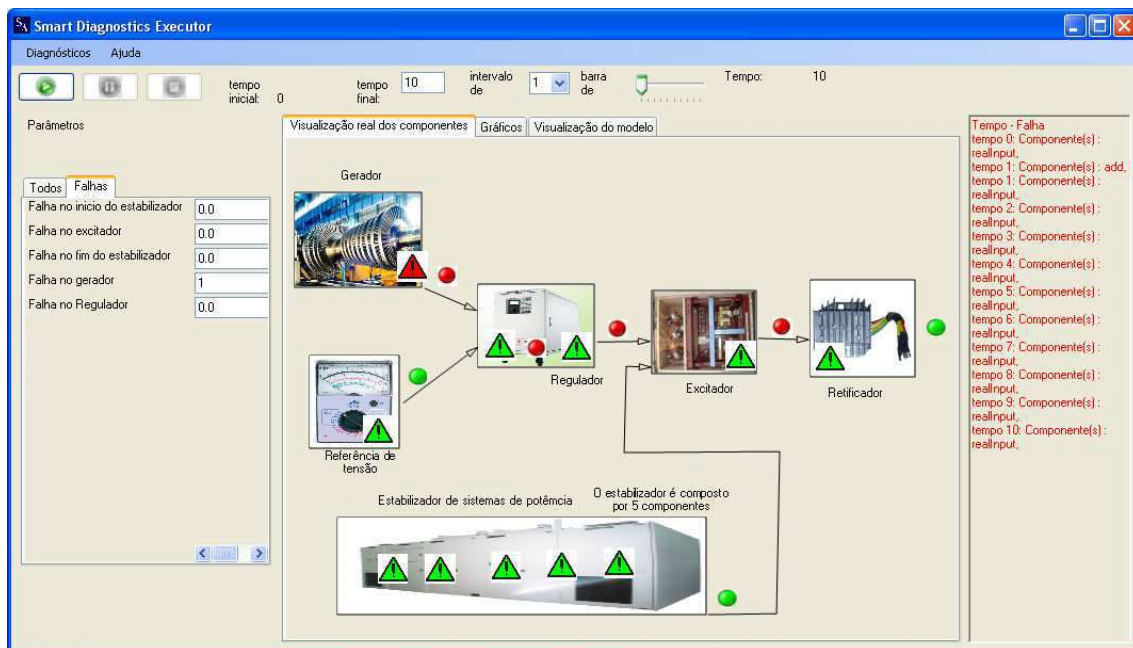 Smart Diagnostics Executor
Diagnósticos Ajuda
tempo
inicial: 0
tempo
final: 10
intervalo
de 1
barra
de
Tempo: 10
Parâmetros
Todos Falhas
Falha no inicio do estabilizador 0.0
Falha no excitador 0.0
Falha no fim do estabilizador 0.0
Falha no gerador 1
Falha no Regulador 0.0
Visualização real dos componentes Gráficos Visualização do modelo
Gerador
Regulador
Excitador
Retificador
Referência de
tensão
Estabilizador de sistemas de potêmcia
O estabilizador é composto
por 5 componentes
Tempo - Falha
tempo 0: Componente(s) :
realInput,
tempo 1: Componente(s) : add,
tempo 1: Componente(s) :
realInput,
tempo 2: Componente(s) :
realInput,
tempo 3: Componente(s) :
realInput,
tempo 4: Componente(s) :
realInput,
tempo 5: Componente(s) :
realInput,
tempo 6: Componente(s) :
realInput,
tempo 7: Componente(s) :
realInput,
tempo 8: Componente(s) :
realInput,
tempo 9: Componente(s) :
realInput,
tempo 10: Componente(s) :
realInput,